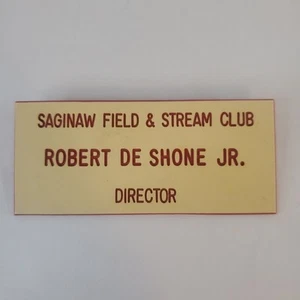 SAGINAW FIELD & STREAM CLUB
ROBERT DE SHONE JR.
DIRECTOR